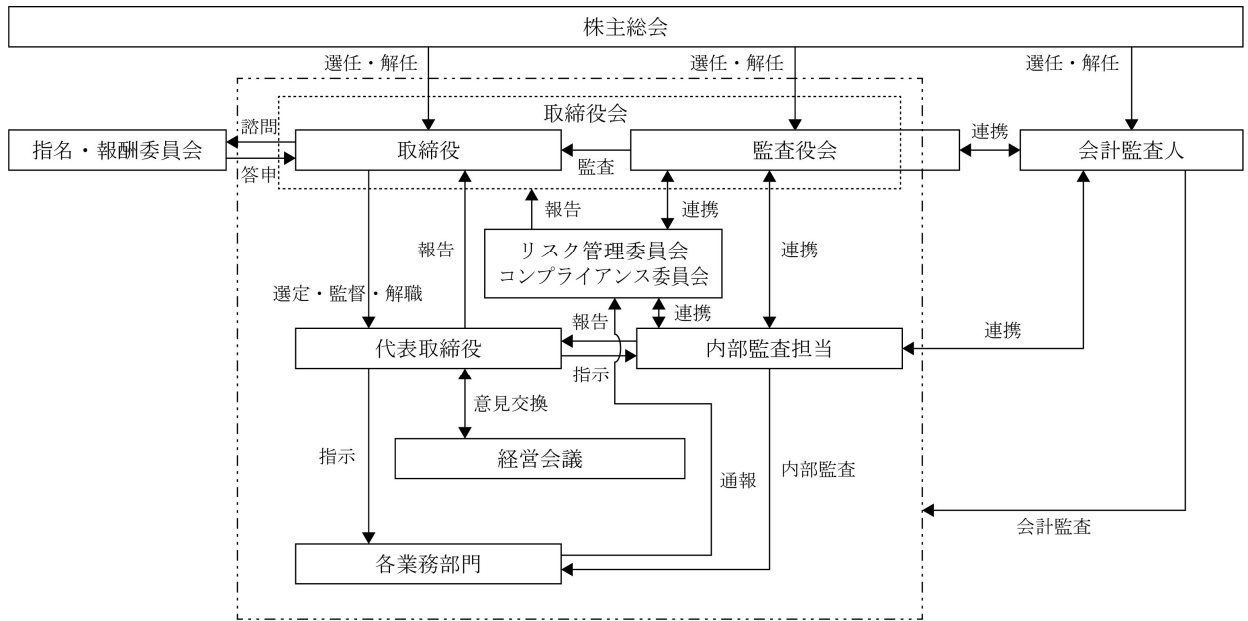 株主総会
選任・解任
選任・解任
選任・解任
取締役会
指名・報酬委員会
諮問
答申
取締役
監査
監査役会
連携
会計監査人
報告
連携
報告
連携
リスク管理委員会
コンプライアンス委員会
選定・監督・解職
報告
連携
連携
代表取締役
内部監査担当
指示
意見交換
指示
経営会議
通報
内部監査
会計監査
各業務部門